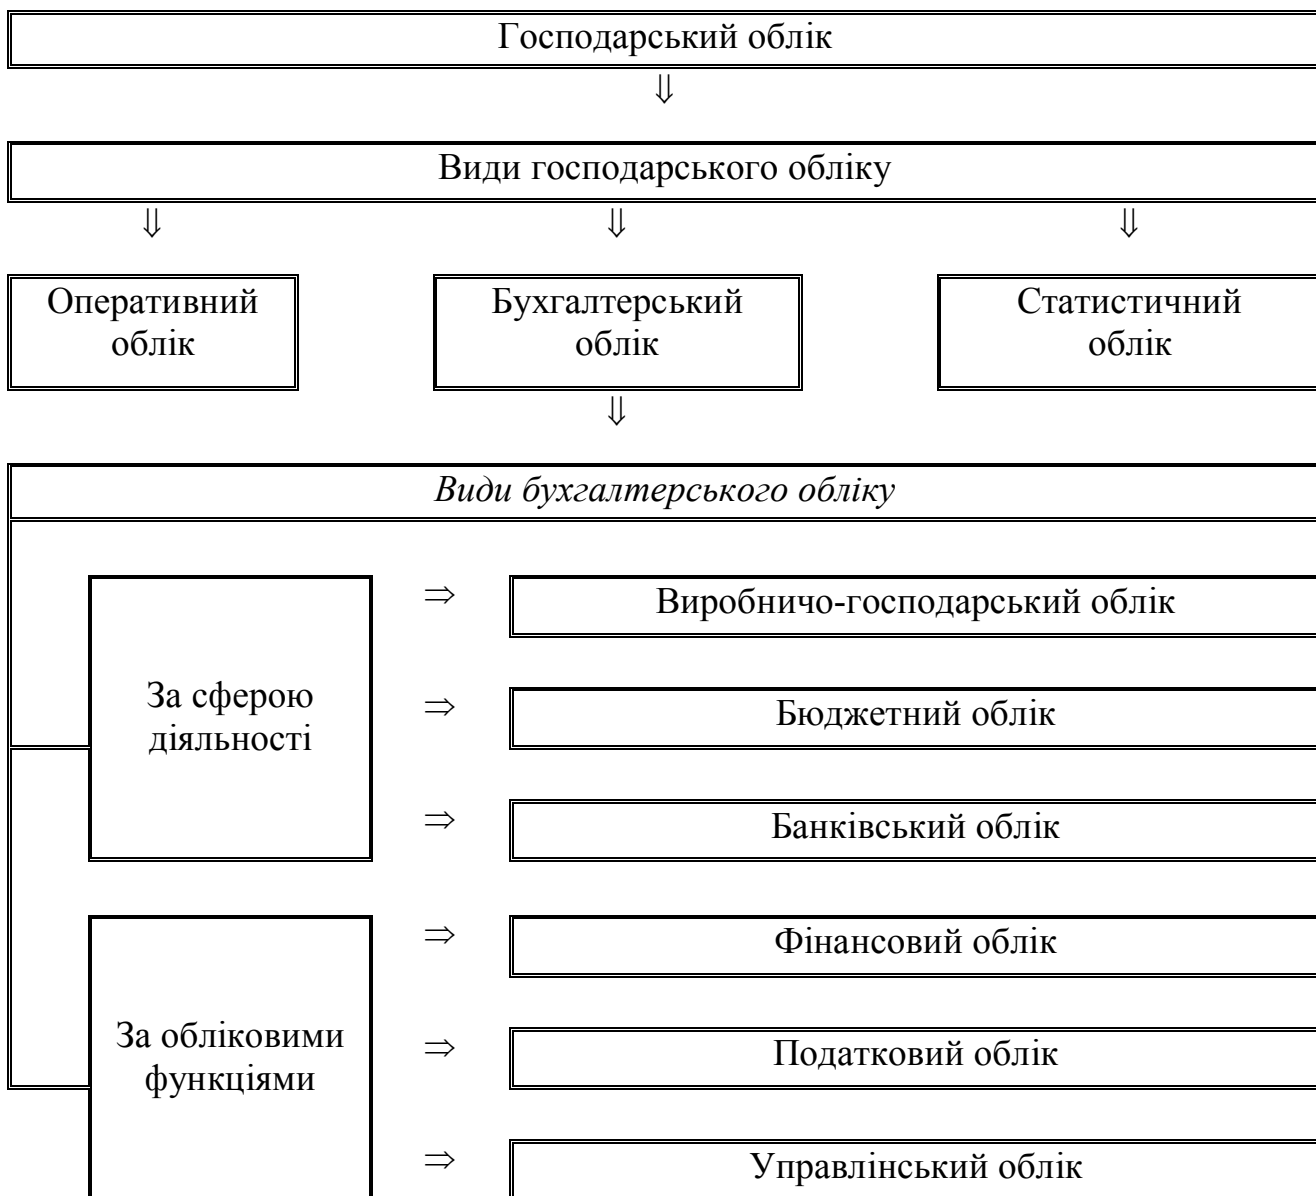 Господарський облік
⇓
Види господарського обліку
⇓ ⇓ ⇓
Оперативний
облік
Бухгалтерський
облік
Статистичний
облік
⇓
Види бухгалтерського обліку
За сферою
діяльності
⇒ Виробничо-господарський облік
⇒ Бюджетний облік
⇒ Банківський облік
За обліковими
функціями
⇒ Фінансовий облік
⇒ Податковий облік
⇒ Управлінський облік